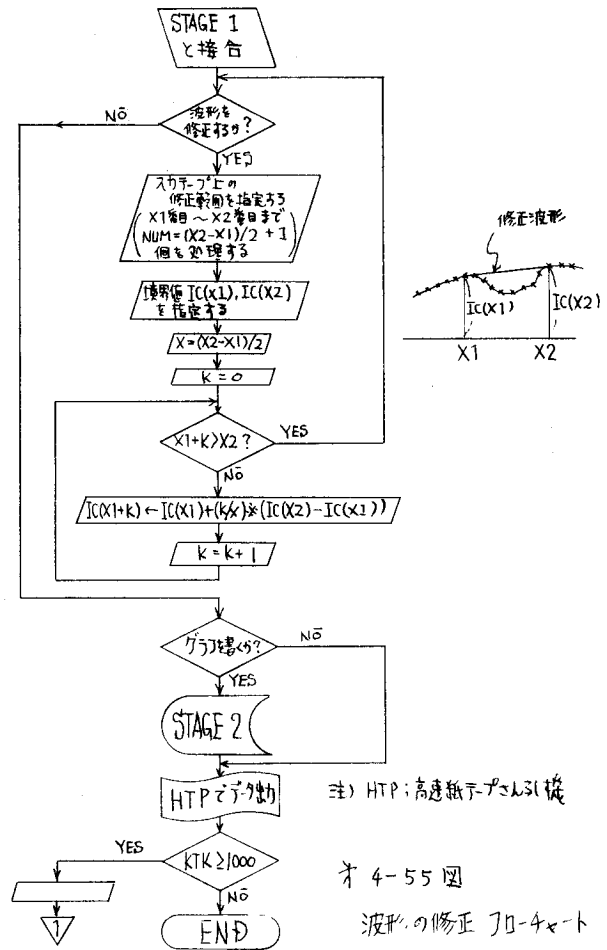 STAGE 1
と接合
波形を
修正するか?
NO
YES
スカテープ上の
修正範囲を指定する
(X1番目～X2番目まで
NUM=(X2-X1)/2+1
個を処理する)
境界値 IC(X1), IC(X2)
を指定する
X=(X2-X1)/2
K=0
X1+K>X2?
YES
NO
IC(X1+K)←IC(X1)+(K/X)*(IC(X2)-IC(X1))
K=K+1
修正波形
IC(X1)
IC(X2)
X1
X2
グラフを書くか?
NO
YES
STAGE 2
HTPでデータ出力
注) HTP;高速紙テープさん孔機
KTK≥1000
YES
NO
1
END
オ 4-55図
波形の修正 フローチャート